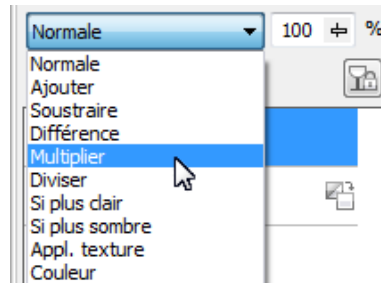 Normale 100 %
Normale
Ajouter
Soustraire
Différence
Multiplier
Diviser
Si plus clair
Si plus sombre
Appl. texture
Couleur